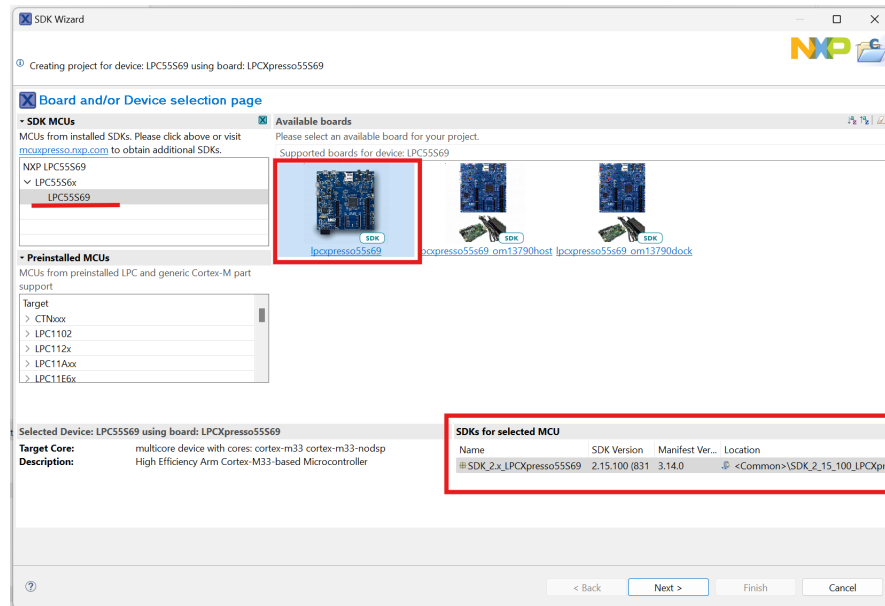 SDK Wizard
NXP
Creating project for device: LPC55S69 using board: LPCXpresso55S69
Board and/or Device selection page
SDK MCUs
MCUs from installed SDKs. Please click above or visit
mcuxpresso.nxp.com to obtain additional SDKs.
NXP LPC55S69
LPC55S6x
LPC55S69
Preinstalled MCUs
MCUs from preinstalled LPC and generic Cortex-M part
support
Target
CTNxxx
LPC1102
LPC112x
LPC11Axx
LPC11E6x
Available boards
Please select an available board for your project.
Supported boards for device: LPC55S69
SDK
SDK
SDK
lpcxpresso55s69
pcxpresso55s69_om13790host
lpcxpresso55s69_om13790dock
Selected Device: LPC55S69 using board: LPCXpresso55S69
Target Core: multicore device with cores: cortex-m33 cortex-m33-nodsp
Description: High Efficiency Arm Cortex-M33-based Microcontroller
SDKs for selected MCU
Name SDK Version Manifest Ver... Location
SDK_2.x_LPCXpresso55S69 2.15.100 (831 3.14.0 <Common>\SDK_2_15_100_LPCXpr
< Back Next > Finish Cancel